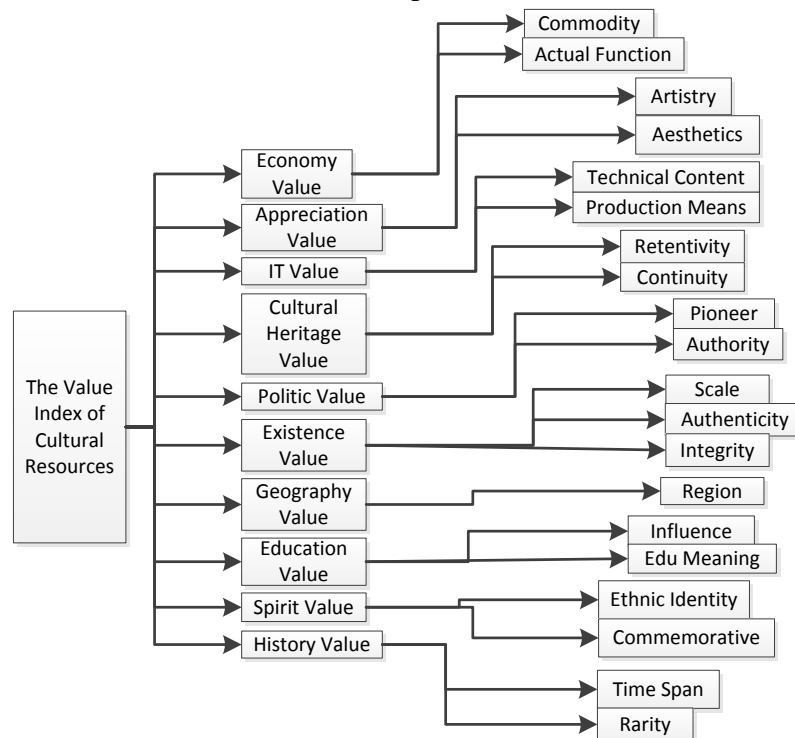 The Value
Index of
Cultural
Resources
Economy
Value
Appreciation
Value
IT Value
Cultural
Heritage
Value
Politic Value
Existence
Value
Geography
Value
Education
Value
Spirit Value
History Value
Commodity
Actual Function
Artistry
Aesthetics
Technical Content
Production Means
Retentivity
Continuity
Pioneer
Authority
Scale
Authenticity
Integrity
Region
Influence
Edu Meaning
Ethnic Identity
Commemorative
Time Span
Rarity